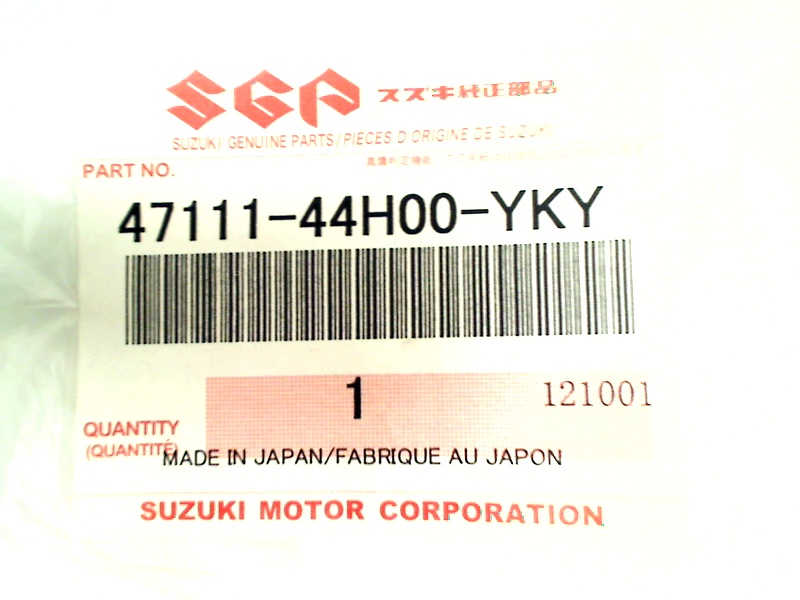 SGP スズキ純正部品
SUZUKI GENUINE PARTS/PIECES D'ORIGINE DE SUZUKI
PART NO.
47111-44H00-YKY
1 121001
QUANTITY
(QUANTITÉ)
MADE IN JAPAN/FABRIQUE AU JAPON
SUZUKI MOTOR CORPORATION